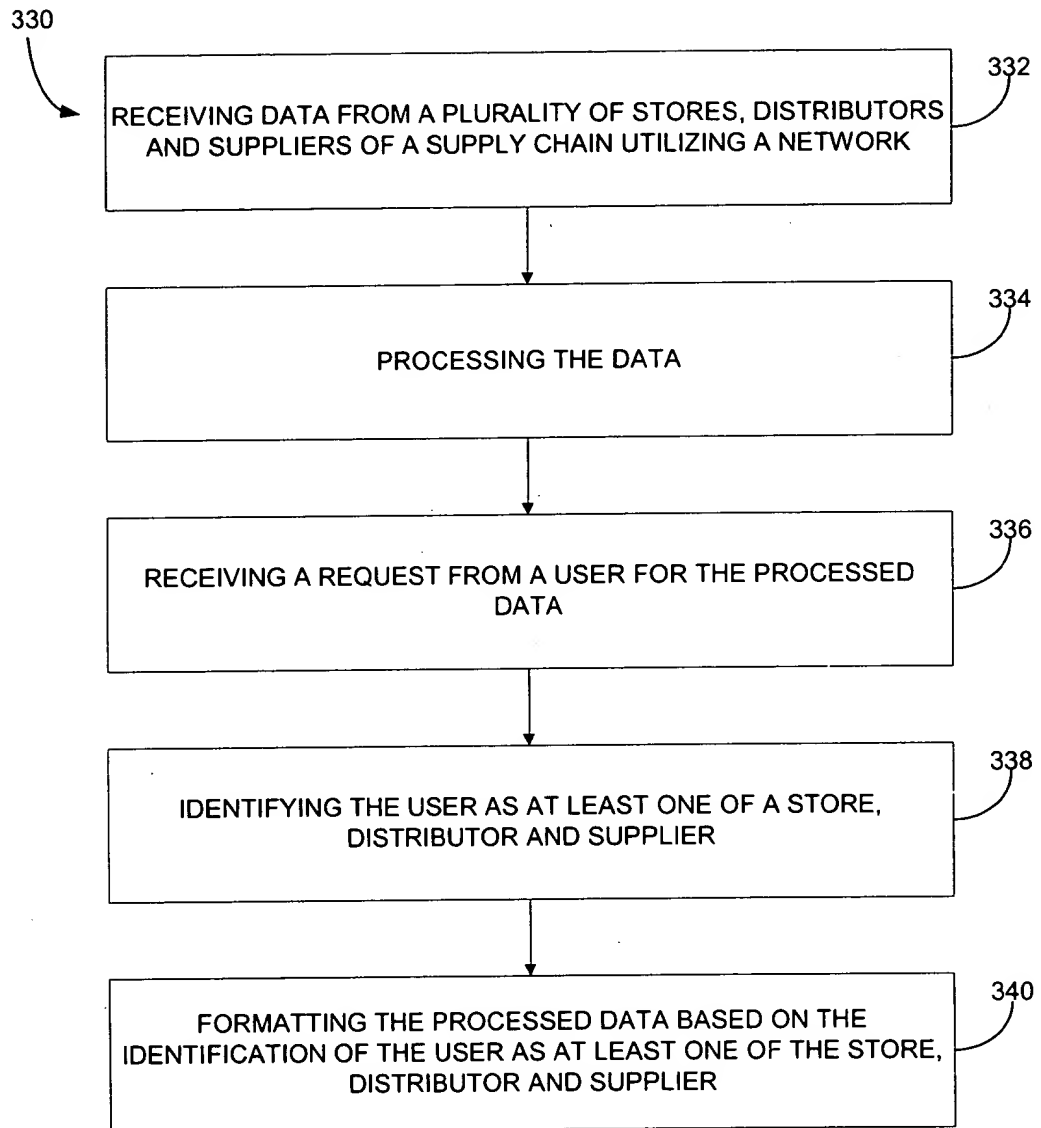 330
332
RECEIVING DATA FROM A PLURALITY OF STORES, DISTRIBUTORS
AND SUPPLIERS OF A SUPPLY CHAIN UTILIZING A NETWORK
334
PROCESSING THE DATA
336
RECEIVING A REQUEST FROM A USER FOR THE PROCESSED
DATA
338
IDENTIFYING THE USER AS AT LEAST ONE OF A STORE,
DISTRIBUTOR AND SUPPLIER
340
FORMATTING THE PROCESSED DATA BASED ON THE
IDENTIFICATION OF THE USER AS AT LEAST ONE OF THE STORE,
DISTRIBUTOR AND SUPPLIER